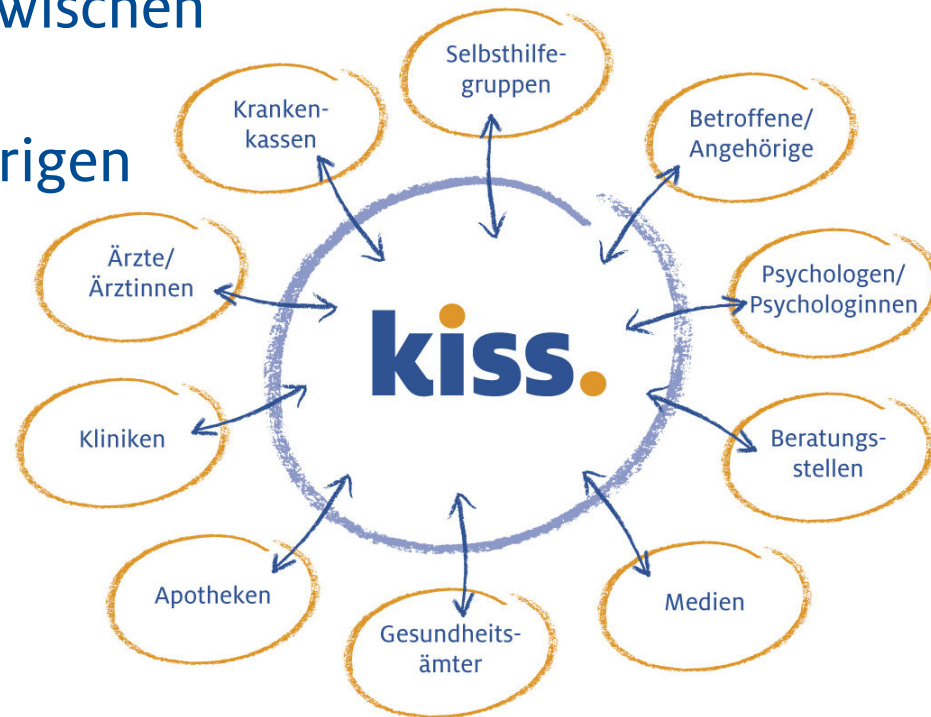 wischen
rigen
Selbsthilfe-
gruppen
Kranken-
kassen
Betroffene/
Angehörige
Ärzte/
Ärztinnen
Psychologen/
Psychologinnen
kiss.
Kliniken
Beratungs-
stellen
Apotheken
Medien
Gesundheits-
ämter